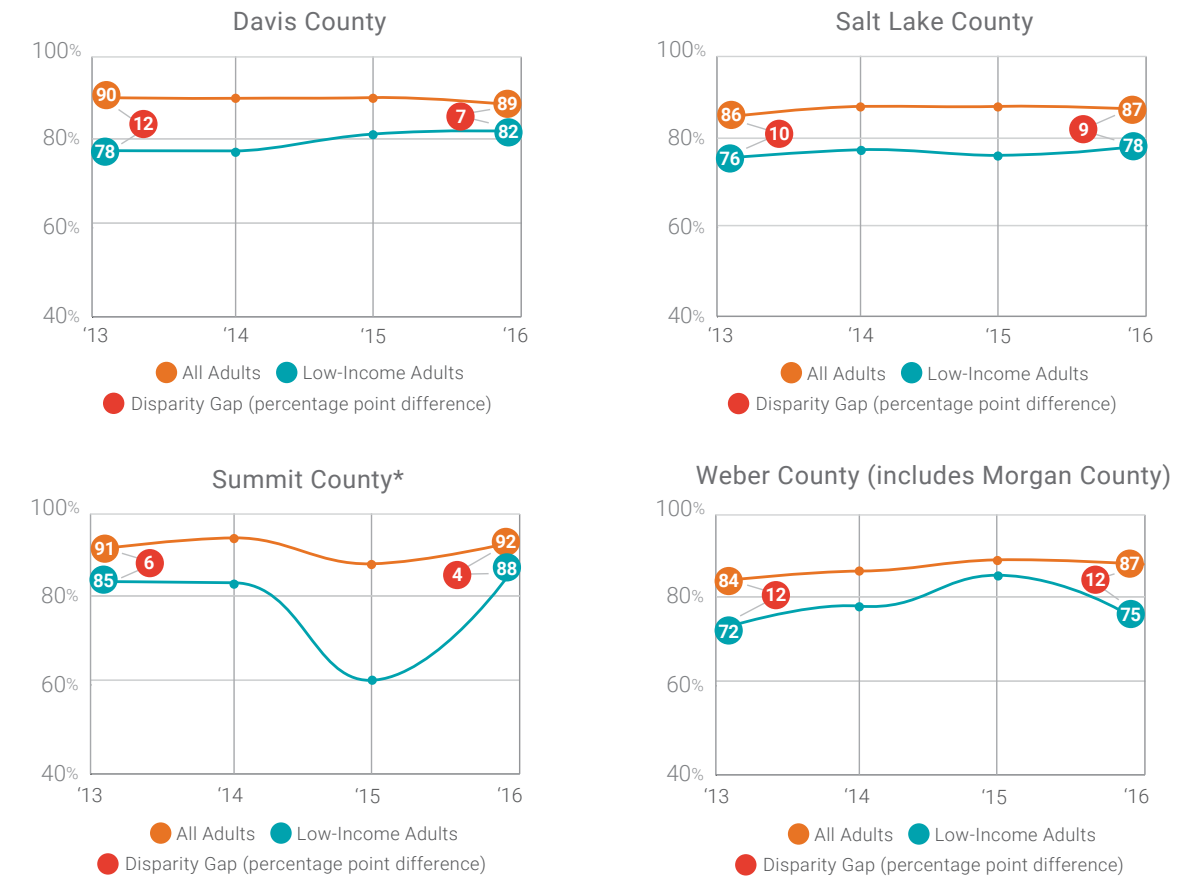 Davis County
100%
80%
60%
40%
90
12
78
7
89
82
‘13 ‘14 ‘15 ‘16
All Adults Low-Income Adults
Disparity Gap (percentage point difference)
Salt Lake County
100%
80%
60%
40%
86
10
76
9
87
78
‘13 ‘14 ‘15 ‘16
All Adults Low-Income Adults
Disparity Gap (percentage point difference)
Summit County*
100%
80%
60%
40%
91
6
85
4
92
88
‘13 ‘14 ‘15 ‘16
All Adults Low-Income Adults
Disparity Gap (percentage point difference)
Weber County (includes Morgan County)
100%
80%
60%
40%
84
12
72
12
87
75
‘13 ‘14 ‘15 ‘16
All Adults Low-Income Adults
Disparity Gap (percentage point difference)